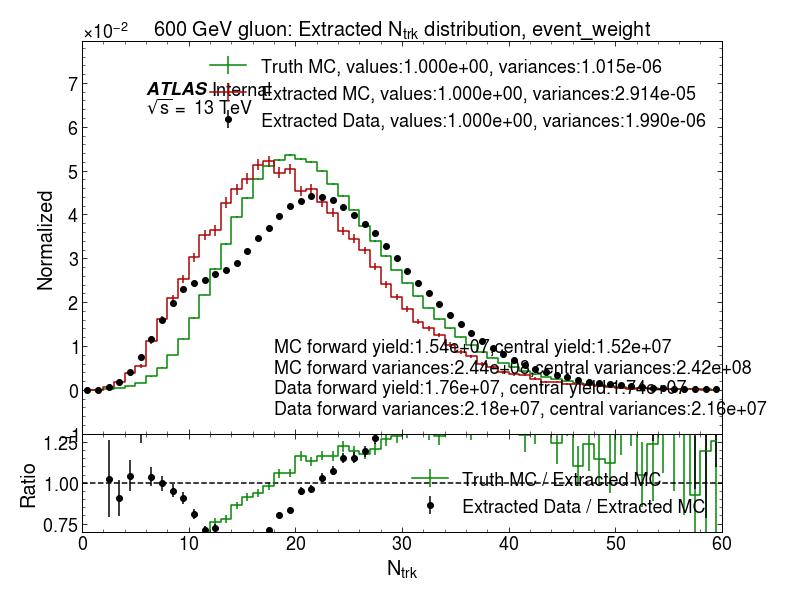 ×10⁻² 600 GeV gluon: Extracted Ntrk distribution, event_weight
Truth MC, values:1.000e+00, variances:1.015e-06
ATLAS Internal
Extracted MC, values:1.000e+00, variances:2.914e-05
√s = 13 TeV
Extracted Data, values:1.000e+00, variances:1.990e-06
7
6
5
4
3
2
1
0
1
Normalized
MC forward yield:1.54e+07,central yield:1.52e+07
MC forward variances:2.44e+08, central variances:2.42e+08
Data forward yield:1.76e+07, central yield:1.74e+07
Data forward variances:2.18e+07, central variances:2.16e+07
1.25
1.00
0.75
Ratio
Truth MC / Extracted MC
Extracted Data / Extracted MC
0 10 20 30 40 50 60
Ntrk